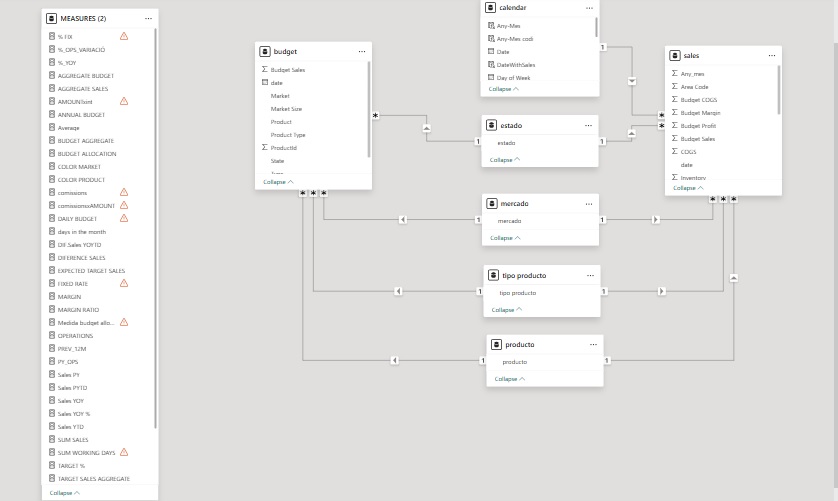 MEASURES (2)
% FIX
%_OPS_VARIACIÓ
%_YOY
AGGREGATE BUDGET
AGGREGATE SALES
AMOUNTsint
ANNUAL BUDGET
Average
BUDGET AGGREGATE
BUDGET ALLOCATION
COLOR MARKET
COLOR PRODUCT
comissions
comissionsxAMOUNT
DAILY BUDGET
days in the month
DIF.Sales YOYTD
DIFERENCE SALES
EXPECTED TARGET SALES
FIXED RATE
MARGIN
MARGIN RATIO
Medida budget allo...
OPERATIONS
PREV_12M
PY_OPS
Sales PY
Sales PYTD
Sales YOY
Sales YOY %
Sales YTD
SUM SALES
SUM WORKING DAYS
TARGET %
TARGET SALES AGGREGATE
Collapse
budget
Budget Sales
date
Market
Market Size
Product
Product Type
ProductId
State
Collapse
calendar
Any-Mes
Any-Mes codi
Date
DateWithSales
Day of Week
Collapse
estado
estado
Collapse
mercado
mercado
Collapse
tipo producto
tipo producto
Collapse
producto
producto
Collapse
sales
Any_mes
Area Code
Budget COGS
Budget Margin
Budget Profit
Budget Sales
COGS
date
Inventory
Collapse
*
1
1
*
1
*
* * *
1
1
* * *
1
1
1
1